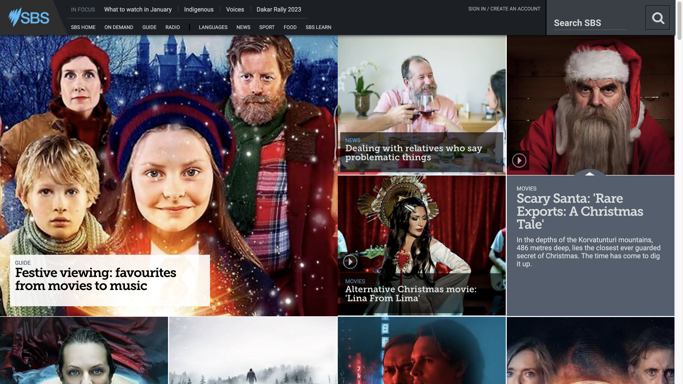 SBS
IN FOCUS
What to watch in January
Indigenous
Voices
Dakar Rally 2023
SIGN IN / CREATE AN ACCOUNT
Search SBS
SBS HOME
ON DEMAND
GUIDE
RADIO
LANGUAGES
NEWS
SPORT
FOOD
SBS LEARN
GUIDE
Festive viewing: favourites
from movies to music
NEWS
Dealing with relatives who say
problematic things
MOVIES
Alternative Christmas movie:
'Lina From Lima'
MOVIES
Scary Santa: 'Rare
Exports: A Christmas
Tale'
In the depths of the Korvatunturi mountains,
486 metres deep, lies the closest ever guarded
secret of Christmas. The time has come to dig
it up.